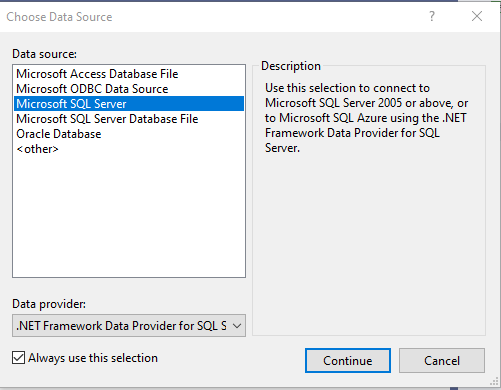 Choose Data Source
?
Data source:
Microsoft Access Database File
Microsoft ODBC Data Source
Microsoft SQL Server
Microsoft SQL Server Database File
Oracle Database
<other>
Description
Use this selection to connect to
Microsoft SQL Server 2005 or above, or
to Microsoft SQL Azure using the .NET
Framework Data Provider for SQL
Server.
Data provider:
.NET Framework Data Provider for SQL S
Always use this selection
Continue
Cancel